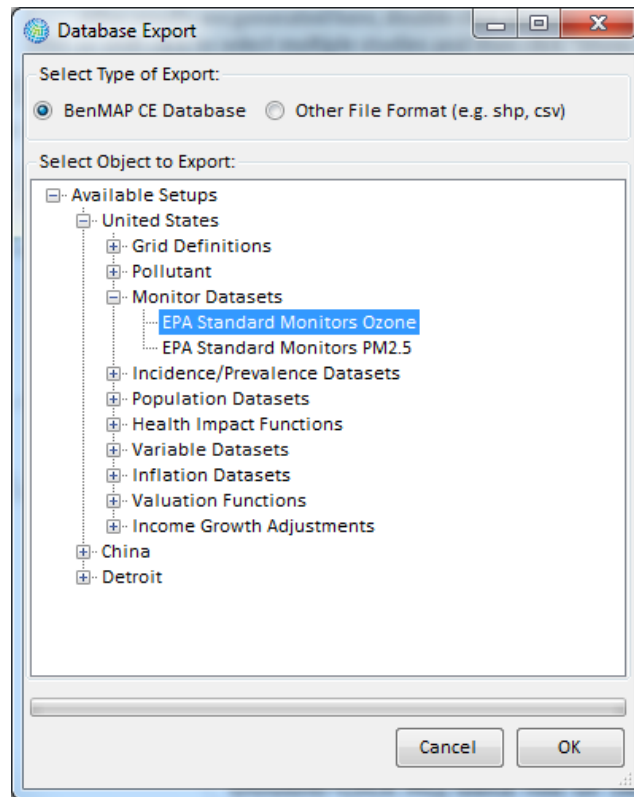 Database Export
Select Type of Export:
BenMAP CE Database Other File Format (e.g. shp, csv)
Select Object to Export:
Available Setups
United States
Grid Definitions
Pollutant
Monitor Datasets
EPA Standard Monitors Ozone
EPA Standard Monitors PM2.5
Incidence/Prevalence Datasets
Population Datasets
Health Impact Functions
Variable Datasets
Inflation Datasets
Valuation Functions
Income Growth Adjustments
China
Detroit
Cancel OK